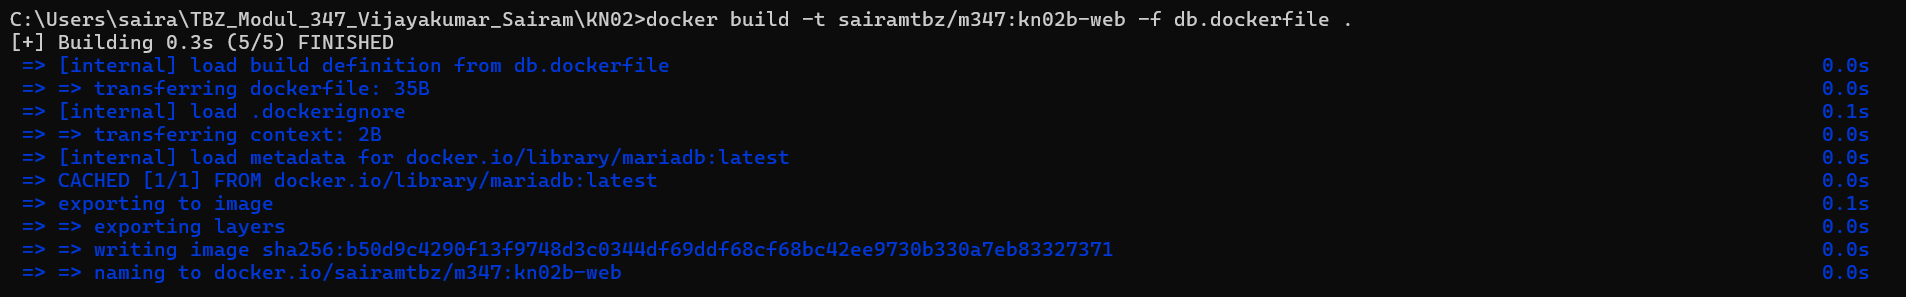 C:\Users\saira\TBZ_Modul_347_Vijayakumar_Sairam\KN02>docker build -t sairamtbz/m347:kn02b-web -f db.dockerfile .
[+] Building 0.3s (5/5) FINISHED
=> [internal] load build definition from db.dockerfile 0.0s
=> => transferring dockerfile: 35B 0.0s
=> [internal] load .dockerignore 0.1s
=> => transferring context: 2B 0.0s
=> [internal] load metadata for docker.io/library/mariadb:latest 0.0s
=> CACHED [1/1] FROM docker.io/library/mariadb:latest 0.0s
=> exporting to image 0.1s
=> => exporting layers 0.0s
=> => writing image sha256:b50d9c4290f13f9748d3c0344df69ddf68cf68bc42ee9730b330a7eb83327371 0.0s
=> => naming to docker.io/sairamtbz/m347:kn02b-web 0.0s